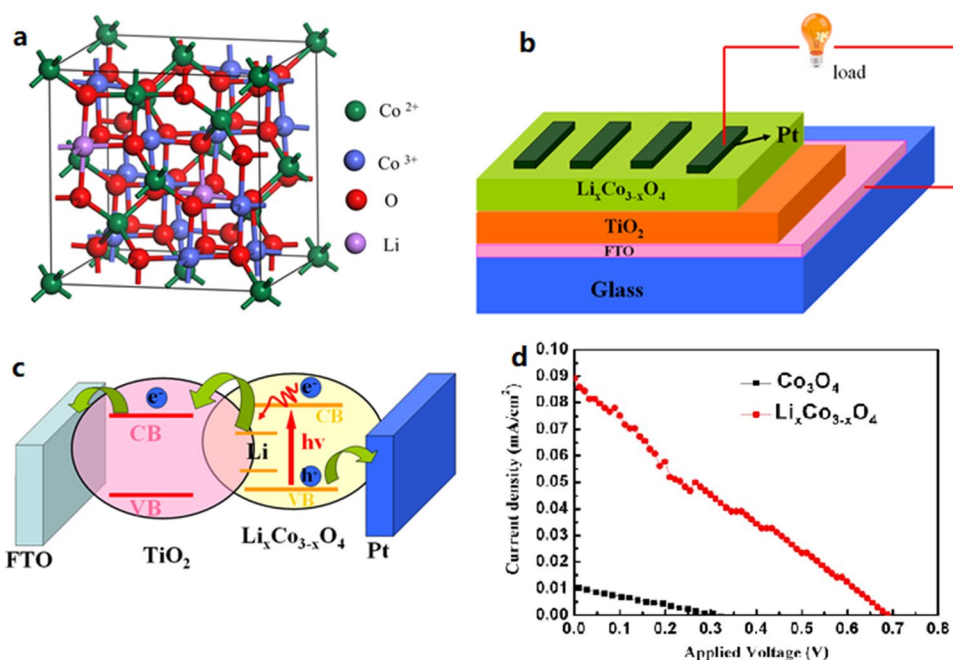 a
Co 2+
Co 3+
O
Li
b
load
Pt
LiₓCo₃₋ₓO₄
TiO₂
FTO
Glass
c
e⁻
e⁻
CB
CB
Li
hν
h⁺
VB
VB
FTO
TiO₂
LiₓCo₃₋ₓO₄
Pt
d
Current density (mA/cm²)
0.10
0.09
0.08
0.07
0.06
0.05
0.04
0.03
0.02
0.01
0.00
Co₃O₄
LiₓCo₃₋ₓO₄
0.0 0.1 0.2 0.3 0.4 0.5 0.6 0.7 0.8
Applied Voltage (V)